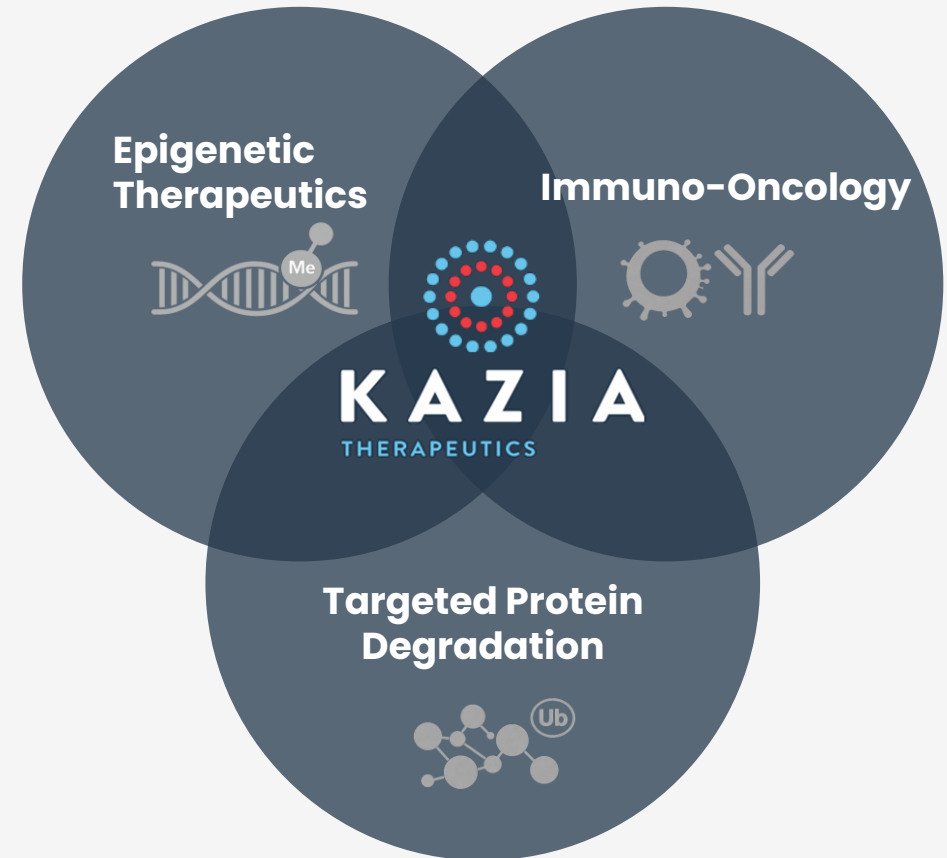 Epigenetic
Therapeutics
Immuno-Oncology
Me
KAZIA
THERAPEUTICS
Targeted Protein
Degradation
Ub